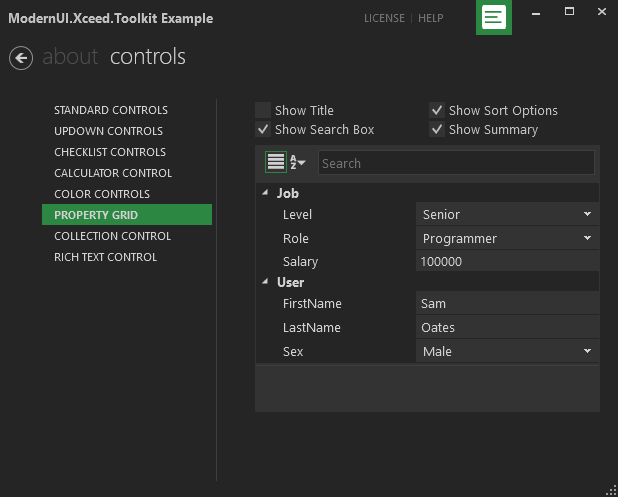 ModernUI.Xceed.Toolkit Example
LICENSE | HELP
about controls
STANDARD CONTROLS
UPDOWN CONTROLS
CHECKLIST CONTROLS
CALCULATOR CONTROL
COLOR CONTROLS
PROPERTY GRID
COLLECTION CONTROL
RICH TEXT CONTROL
Show Title
Show Sort Options
Show Search Box
Show Summary
A Z
Search
Job
Level Senior
Role Programmer
Salary 100000
User
FirstName Sam
LastName Oates
Sex Male